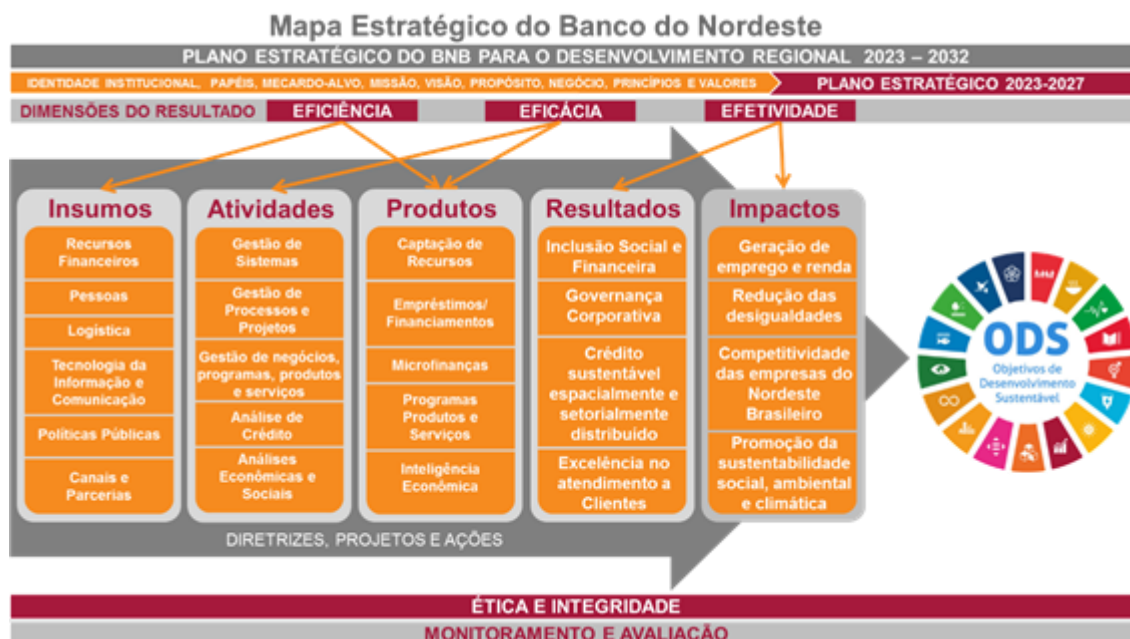 Mapa Estratégico do Banco do Nordeste
PLANO ESTRATÉGICO DO BNB PARA O DESENVOLVIMENTO REGIONAL 2023 – 2032
IDENTIDADE INSTITUCIONAL, PAPÉIS, MECARDO-ALVO, MISSÃO, VISÃO, PROPÓSITO, NEGÓCIO, PRINCÍPIOS E VALORES
PLANO ESTRATÉGICO 2023-2027
DIMENSÕES DO RESULTADO
EFICIÊNCIA
EFICÁCIA
EFETIVIDADE
Insumos
Recursos
Financeiros
Pessoas
Logística
Tecnologia da
Informação e
Comunicação
Políticas Públicas
Canais e
Parcerias
Atividades
Gestão de
Sistemas
Gestão de
Processos e
Projetos
Gestão de negócios,
programas, produtos
e serviços
Análise de
Crédito
Análises
Econômicas e
Sociais
Produtos
Captação de
Recursos
Empréstimos/
Financiamentos
Microfinanças
Programas
Produtos e
Serviços
Inteligência
Econômica
Resultados
Inclusão Social e
Financeira
Governança
Corporativa
Crédito
sustentável
espacialmente e
setorialmente
distribuído
Excelência no
atendimento a
Clientes
Impactos
Geração de
emprego e renda
Redução das
desigualdades
Competitividade
das empresas do
Nordeste
Brasileiro
Promoção da
sustentabilidade
social, ambiental
e climática
ODS
Objetivos de
Desenvolvimento
Sustentável
DIRETRIZES, PROJETOS E AÇÕES
ÉTICA E INTEGRIDADE
MONITORAMENTO E AVALIAÇÃO